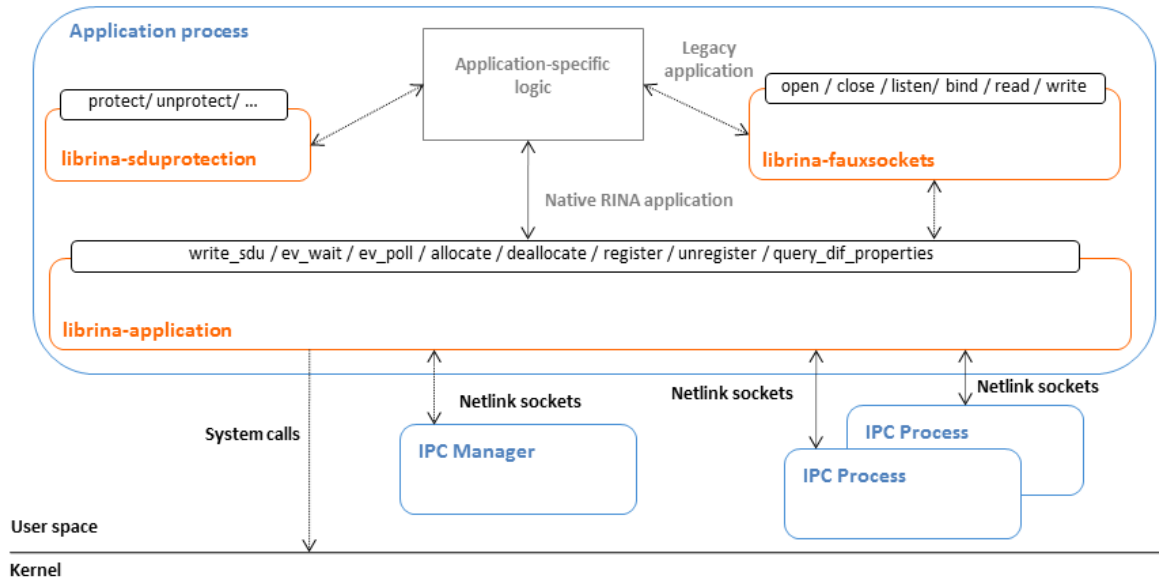 Application process
Application-specific
logic
Legacy
application
protect/ unprotect/ ...
open / close / listen/ bind / read / write
librina-sduprotection
librina-fauxsockets
Native RINA application
write_sdu / ev_wait / ev_poll / allocate / deallocate / register / unregister / query_dif_properties
librina-application
Netlink sockets
Netlink sockets
Netlink sockets
System calls
IPC Manager
IPC Process
IPC Process
User space
Kernel